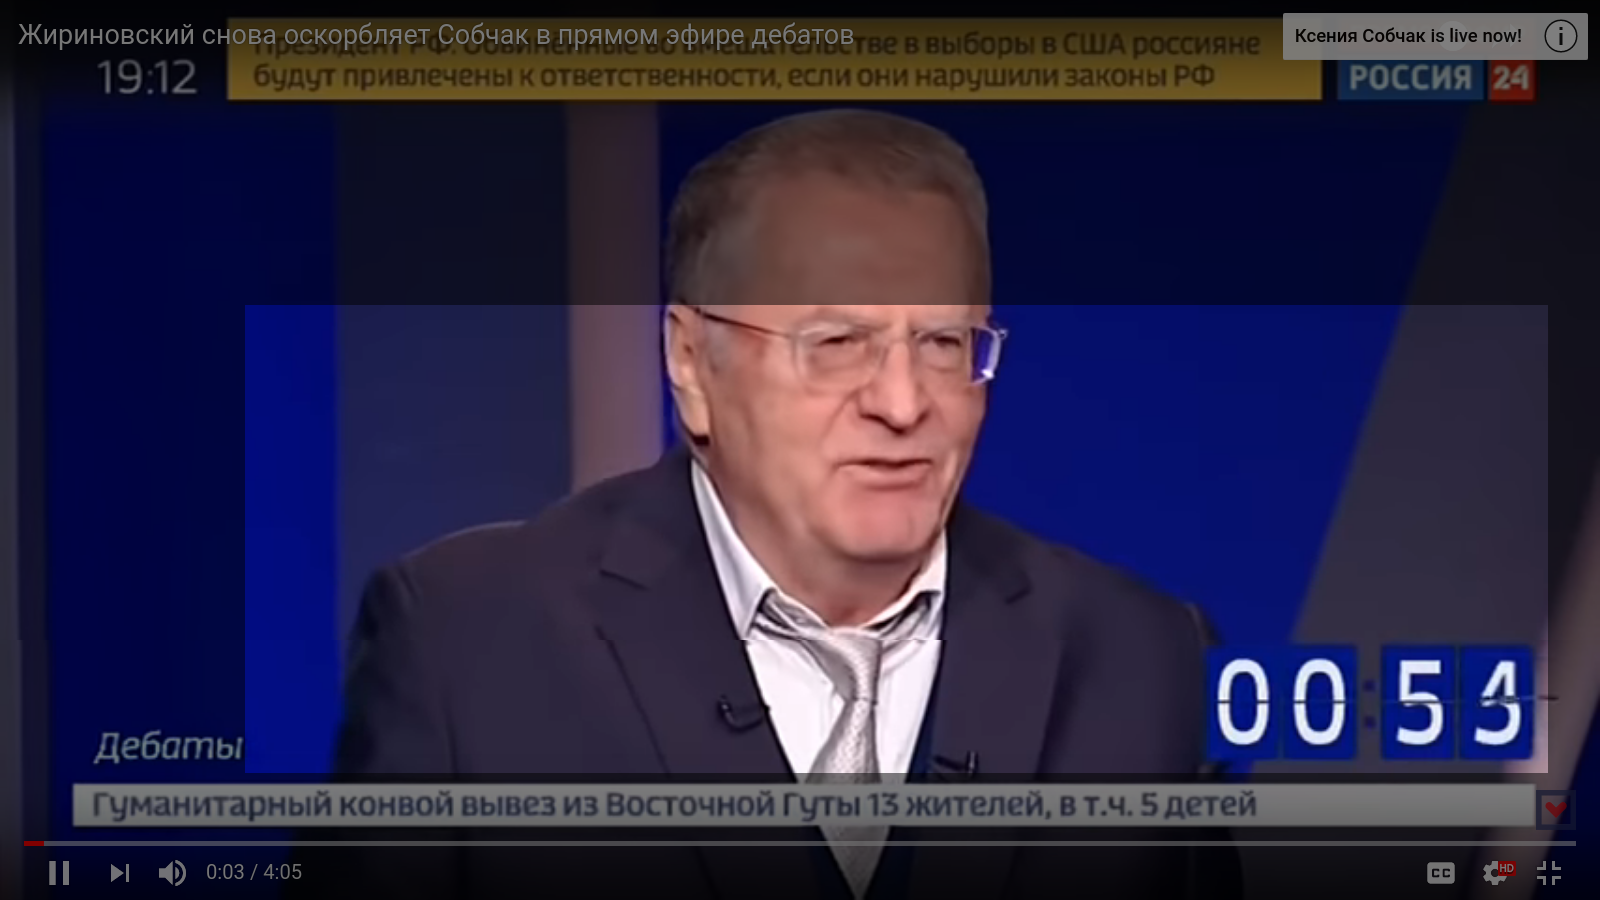 Жириновский снова оскорбляет Собчак в прямом эфире дебатов
Ксения Собчак is live now!
в выборы в США россияне
19:12
будут привлечены к ответственности, если они нарушили законы РФ
РОССИЯ 24
00:54
Дебаты
Гуманитарный конвой вывез из Восточной Гуты 13 жителей, в т.ч. 5 детей
0:03 / 4:05
CC
HD